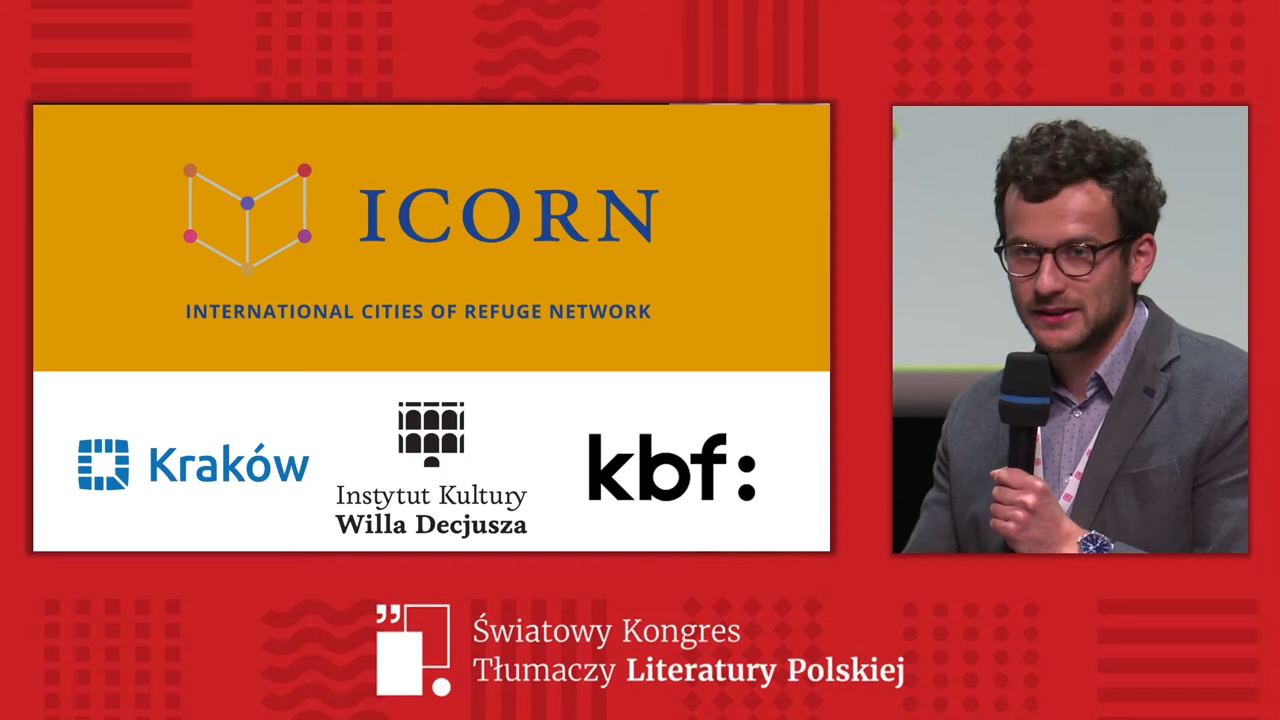 ICORN
INTERNATIONAL CITIES OF REFUGE NETWORK
Kraków
Instytut Kultury
Willa Decjusza
kbf:
Światowy Kongres
Tłumaczy Literatury Polskiej